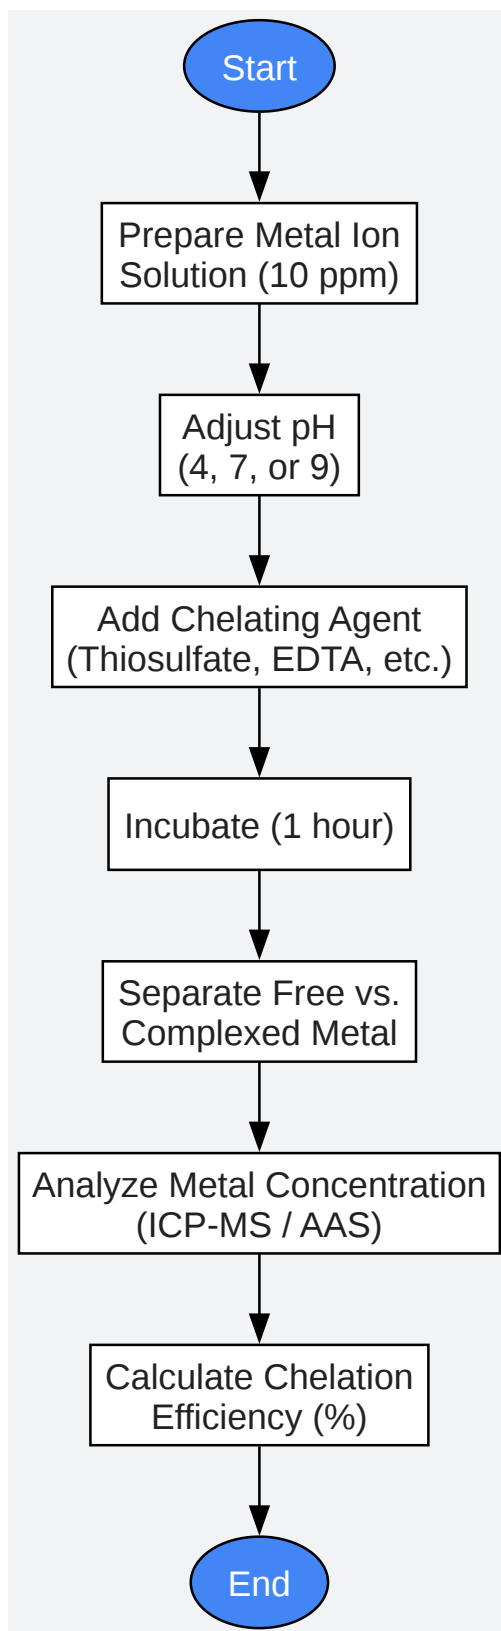 Start
Prepare Metal Ion
Solution (10 ppm)
Adjust pH
(4, 7, or 9)
Add Chelating Agent
(Thiosulfate, EDTA, etc.)
Incubate (1 hour)
Separate Free vs.
Complexed Metal
Analyze Metal Concentration
(ICP-MS / AAS)
Calculate Chelation
Efficiency (%)
End